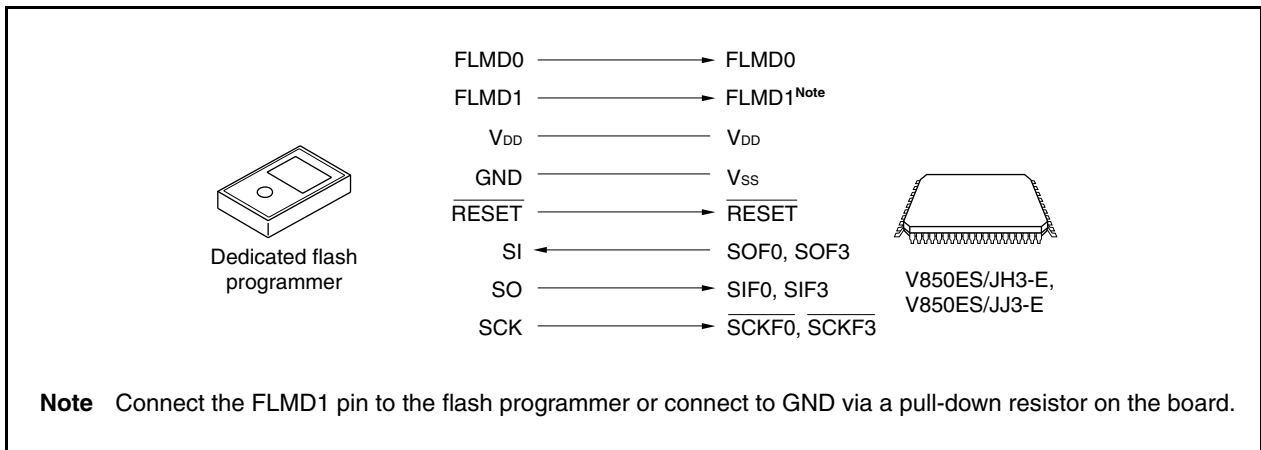 FLMD0 FLMD0
FLMD1 FLMD1Note
VDD VDD
GND VSS
RESET RESET
SI SOF0, SOF3
SO SIF0, SIF3
SCK SCKF0, SCKF3
Dedicated flash
programmer
V850ES/JH3-E,
V850ES/JJ3-E
Note Connect the FLMD1 pin to the flash programmer or connect to GND via a pull-down resistor on the board.